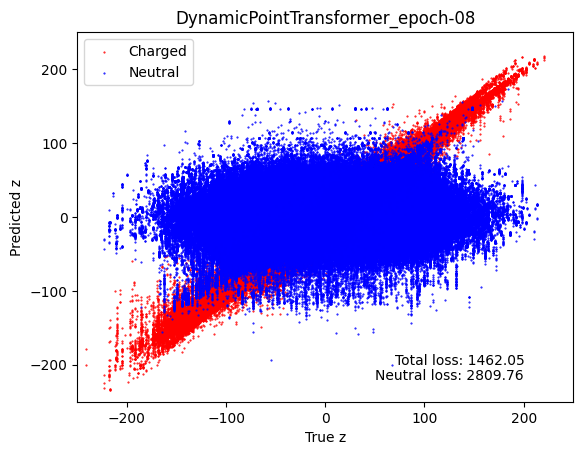 DynamicPointTransformer_epoch-08
Charged
Neutral
200
100
0
−100
−200
Predicted z
Total loss: 1462.05
Neutral loss: 2809.76
−200
−100
0
100
200
True z